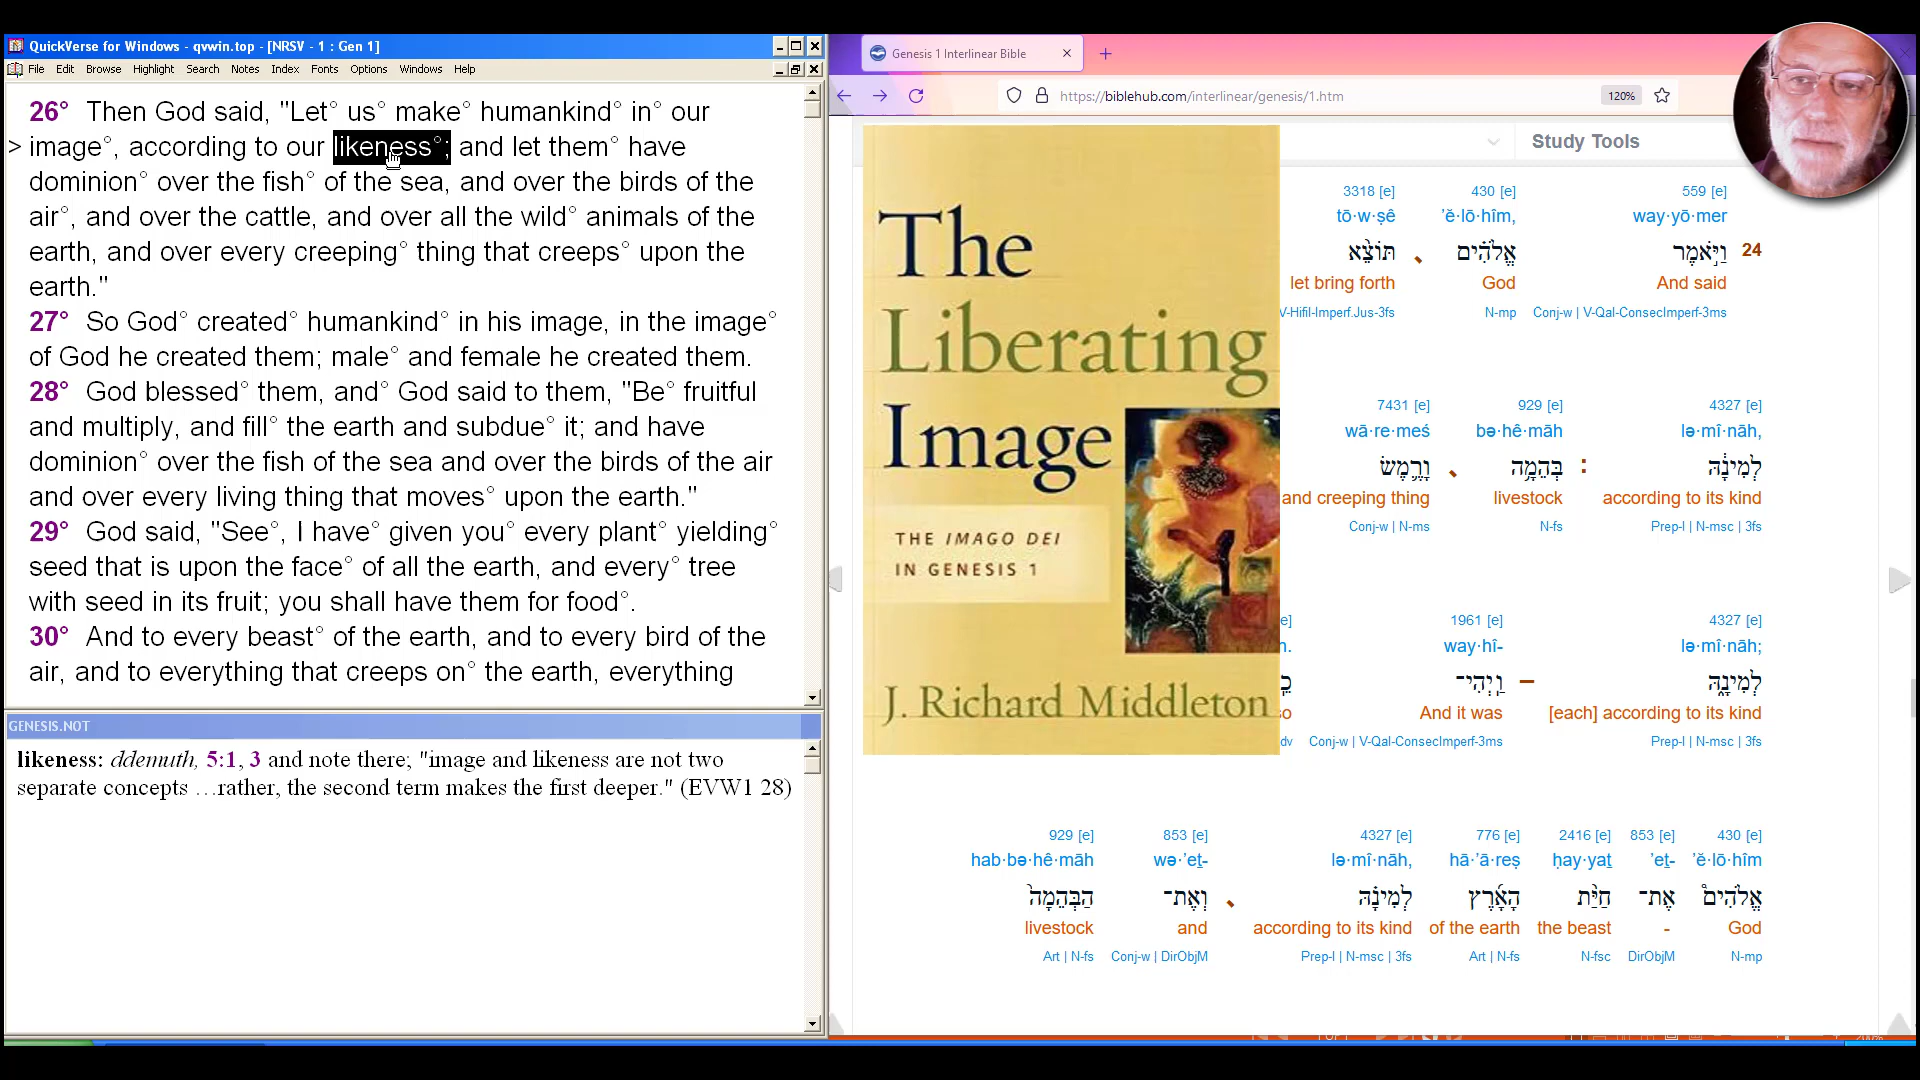 QuickVerse for Windows - qvwin.top - [NRSV - 1 : Gen 1]
File Edit Browse Highlight Search Notes Index Fonts Options Windows Help
26° Then God said, "Let° us° make° humankind° in° our
> image°, according to our likeness°; and let them° have
dominion° over the fish° of the sea, and over the birds of the
air°, and over the cattle, and over all the wild° animals of the
earth, and over every creeping° thing that creeps° upon the
earth."
27° So God° created° humankind° in his image, in the image°
of God he created them; male° and female he created them.
28° God blessed° them, and° God said to them, "Be° fruitful
and multiply, and fill° the earth and subdue° it; and have
dominion° over the fish of the sea and over the birds of the air
and over every living thing that moves° upon the earth."
29° God said, "See°, I have° given you° every plant° yielding°
seed that is upon the face° of all the earth, and every° tree
with seed in its fruit; you shall have them for food°.
30° And to every beast° of the earth, and to every bird of the
air, and to everything that creeps on° the earth, everything
GENESIS.NOT
likeness: ddemuth, 5:1, 3 and note there; "image and likeness are not two
separate concepts …rather, the second term makes the first deeper." (EVW1 28)
Genesis 1 Interlinear Bible
https://biblehub.com/interlinear/genesis/1.htm 120%
Study Tools
The
Liberating
Image
THE IMAGO DEI
IN GENESIS 1
J. Richard Middleton
3318 [e] 430 [e] 559 [e]
tō·w·ṣê 'ĕ·lō·hîm, way·yō·mer
24 וַיֹּ֣אמֶר אֱלֹהִ֗ים תּוֹצֵ֨א
let bring forth God And said
V-Hifil-Imperf.Jus-3fs N-mp Conj-w | V-Qal-ConsecImperf-3ms
7431 [e] 929 [e] 4327 [e]
wā·re·meś bə·hê·māh lə·mî·nāh,
לְמִינָ֔הּ : בְּהֵמָ֥ה וָרֶ֛מֶשׂ
and creeping thing livestock according to its kind
Conj-w | N-ms N-fs Prep-l | N-msc | 3fs
1961 [e] 4327 [e]
way·hî- lə·mî·nāh;
לְמִינָ֑הּ – וַֽיְהִי־
And it was [each] according to its kind
Conj-w | V-Qal-ConsecImperf-3ms Prep-l | N-msc | 3fs
929 [e] 853 [e] 4327 [e] 776 [e] 2416 [e] 853 [e] 430 [e]
hab·bə·hê·māh wə·'eṯ- lə·mî·nāh, hā·'ā·reṣ ḥay·yaṯ 'eṯ- 'ĕ·lō·hîm
אֱלֹהִים֩ אֶת־ חַיַּ֨ת הָאָ֜רֶץ לְמִינָ֗הּ וְאֶת־ הַבְּהֵמָה֙
livestock and according to its kind of the earth the beast - God
Art | N-fs Conj-w | DirObjM Prep-l | N-msc | 3fs Art | N-fs N-fsc DirObjM N-mp